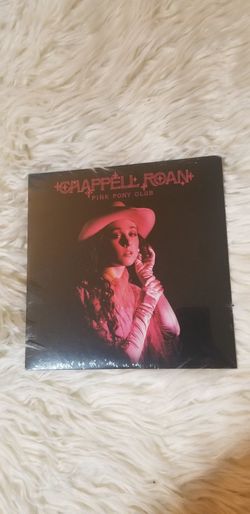 CHAPPELL ROAN
PINK PONY CLUB